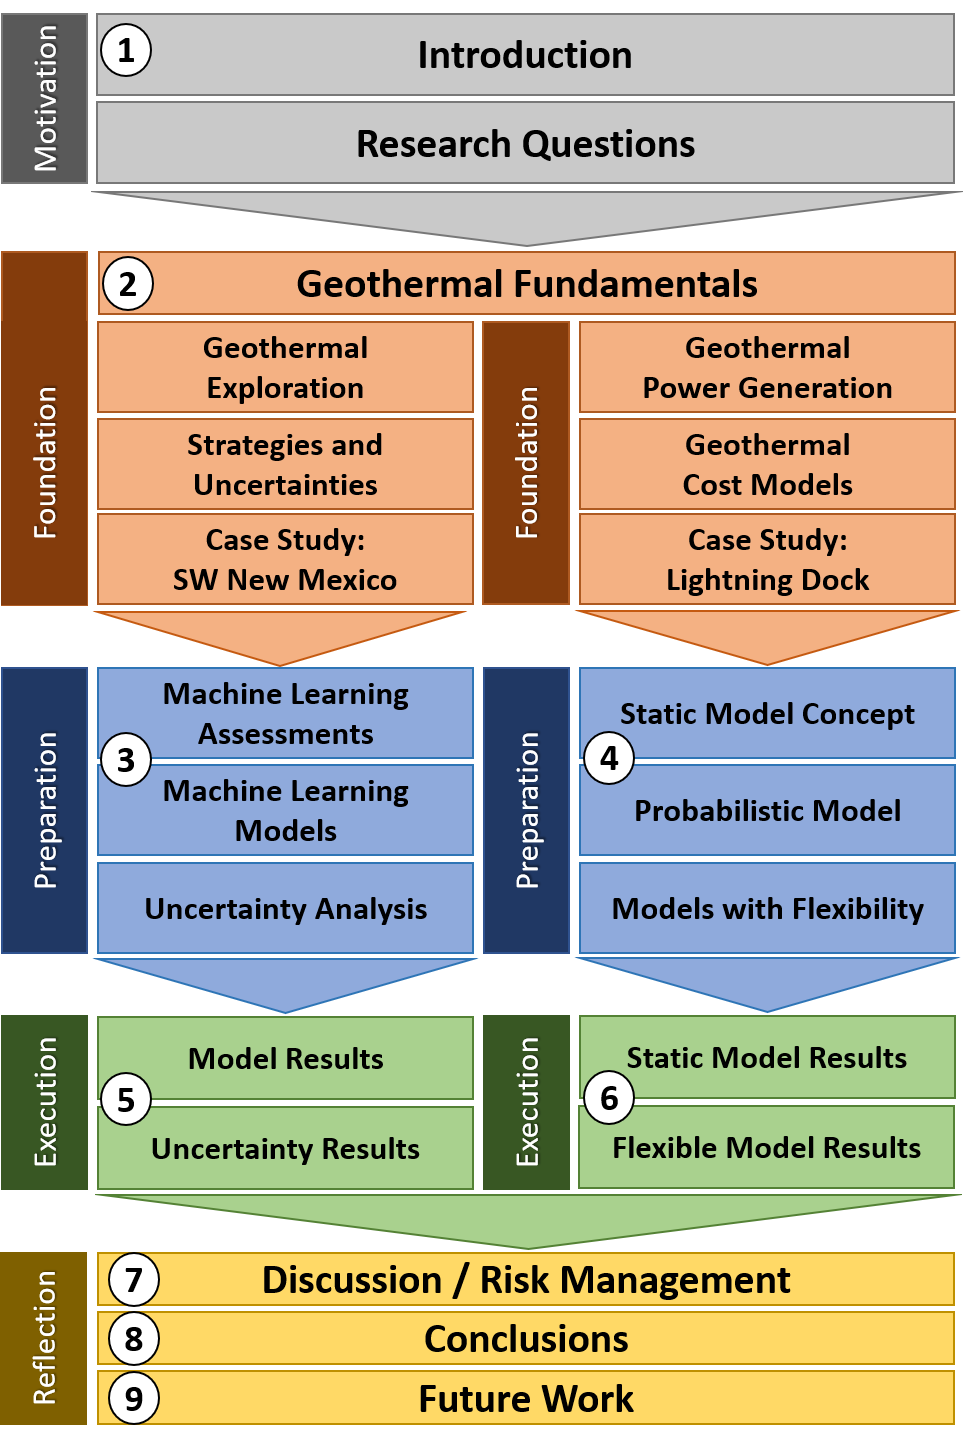 Motivation
1
Introduction
Research Questions
Foundation
2
Geothermal Fundamentals
Geothermal
Exploration
Strategies and
Uncertainties
Case Study:
SW New Mexico
Foundation
Geothermal
Power Generation
Geothermal
Cost Models
Case Study:
Lightning Dock
Preparation
3
Machine Learning
Assessments
Machine Learning
Models
Uncertainty Analysis
Preparation
4
Static Model Concept
Probabilistic Model
Models with Flexibility
Execution
5
Model Results
Uncertainty Results
Execution
6
Static Model Results
Flexible Model Results
Reflection
7
Discussion / Risk Management
8
Conclusions
9
Future Work